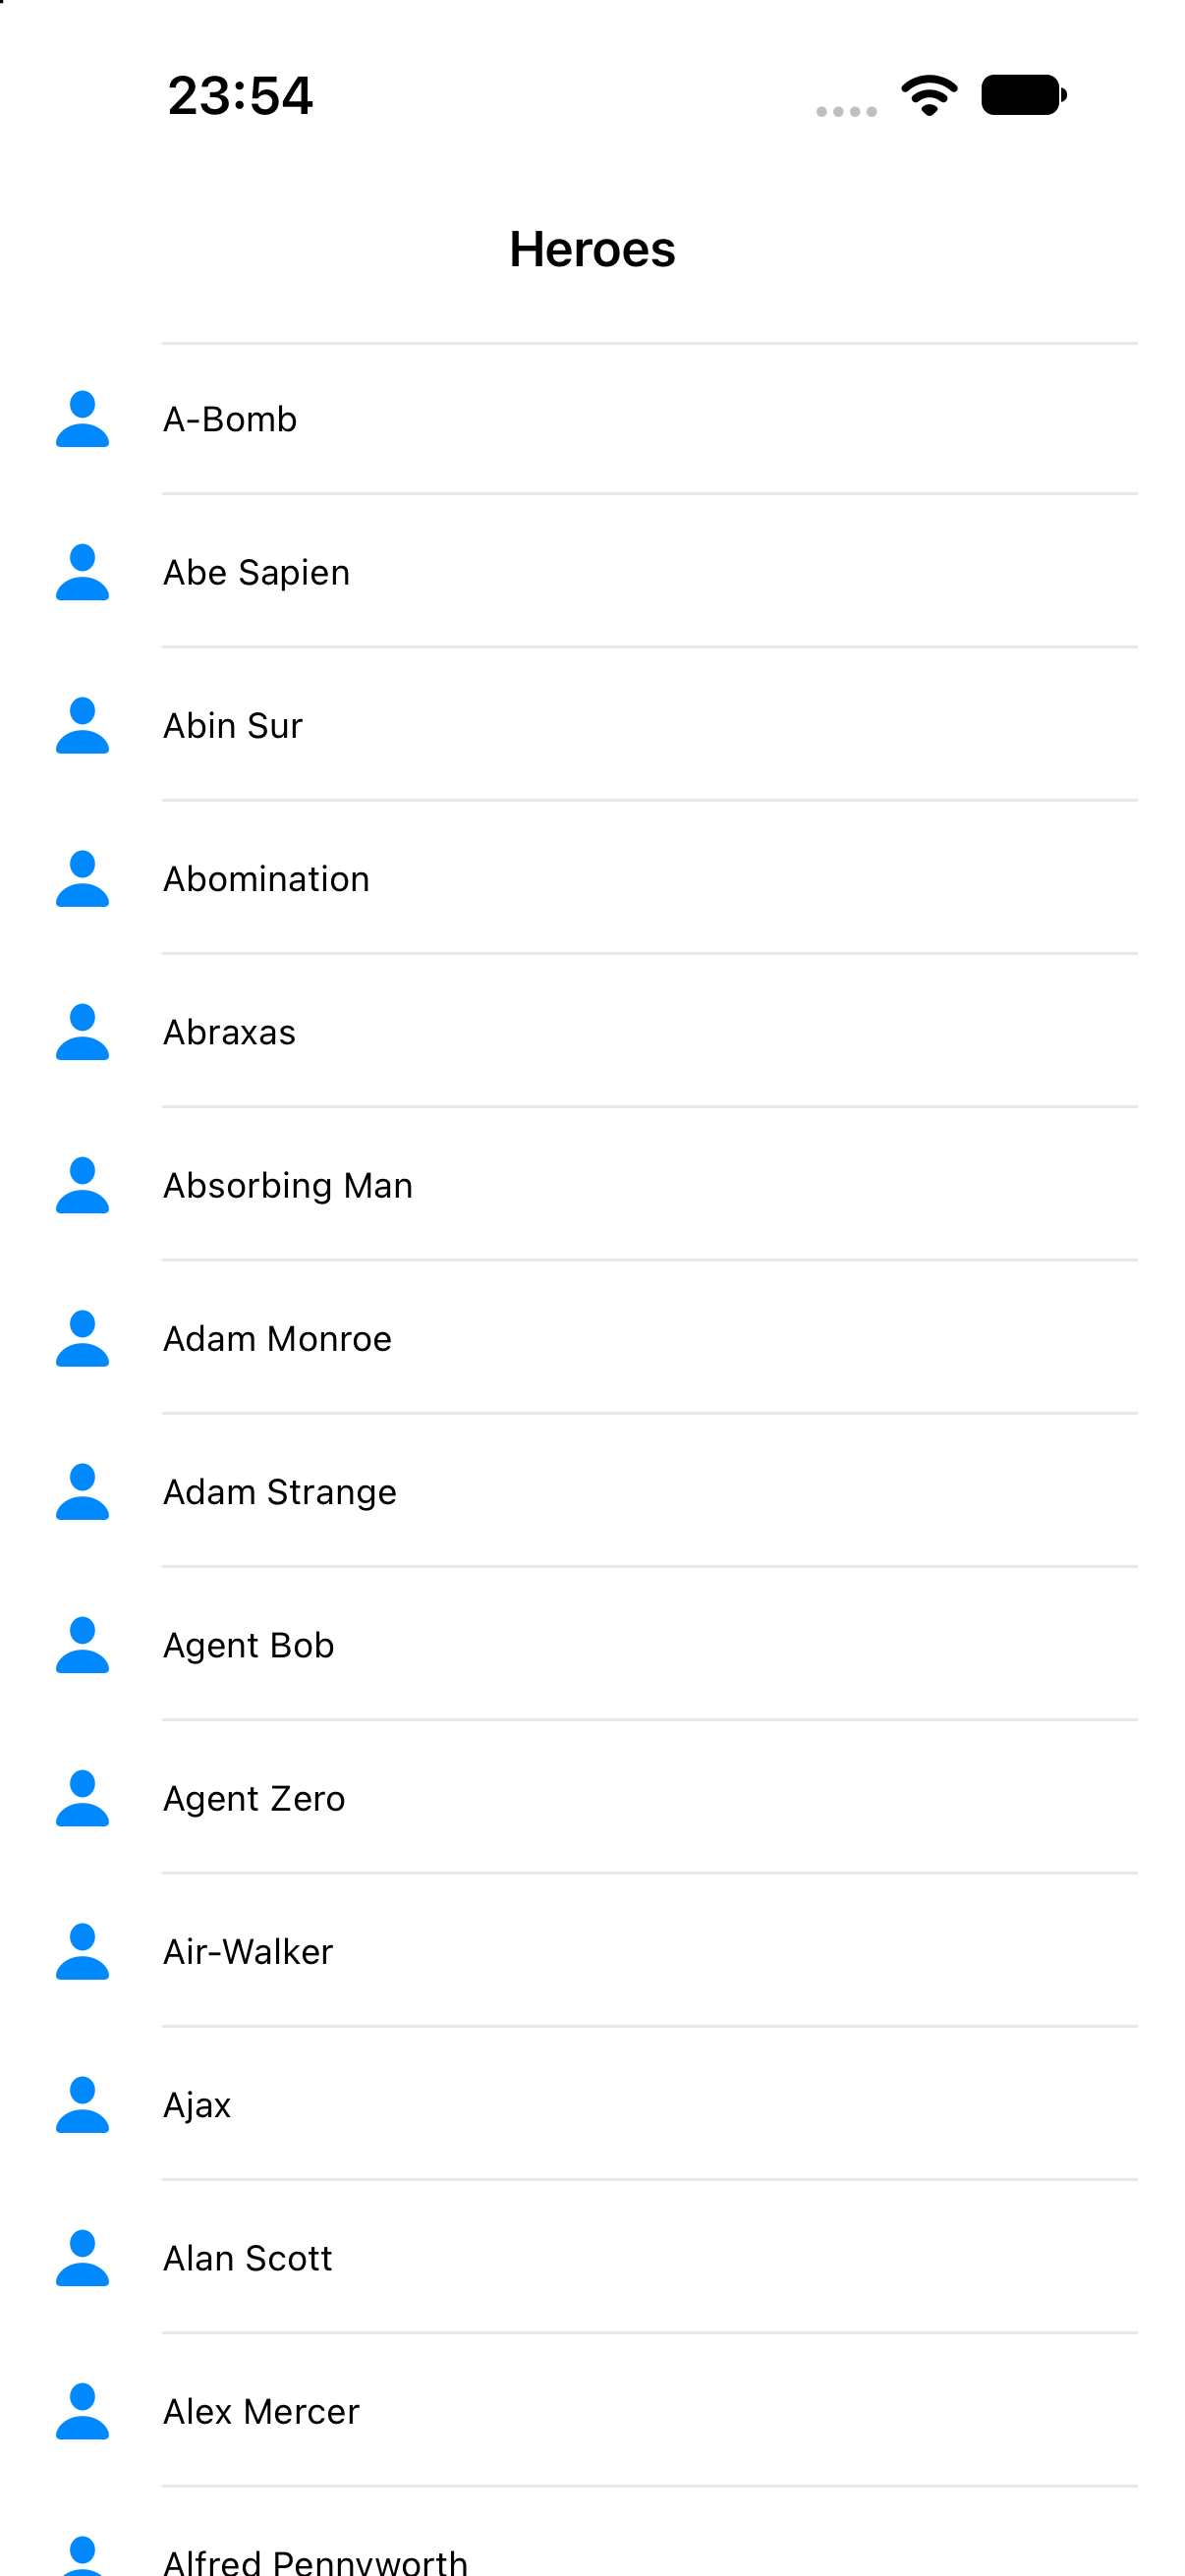 23:54
Heroes
A-Bomb
Abe Sapien
Abin Sur
Abomination
Abraxas
Absorbing Man
Adam Monroe
Adam Strange
Agent Bob
Agent Zero
Air-Walker
Ajax
Alan Scott
Alex Mercer
Alfred Pennyworth